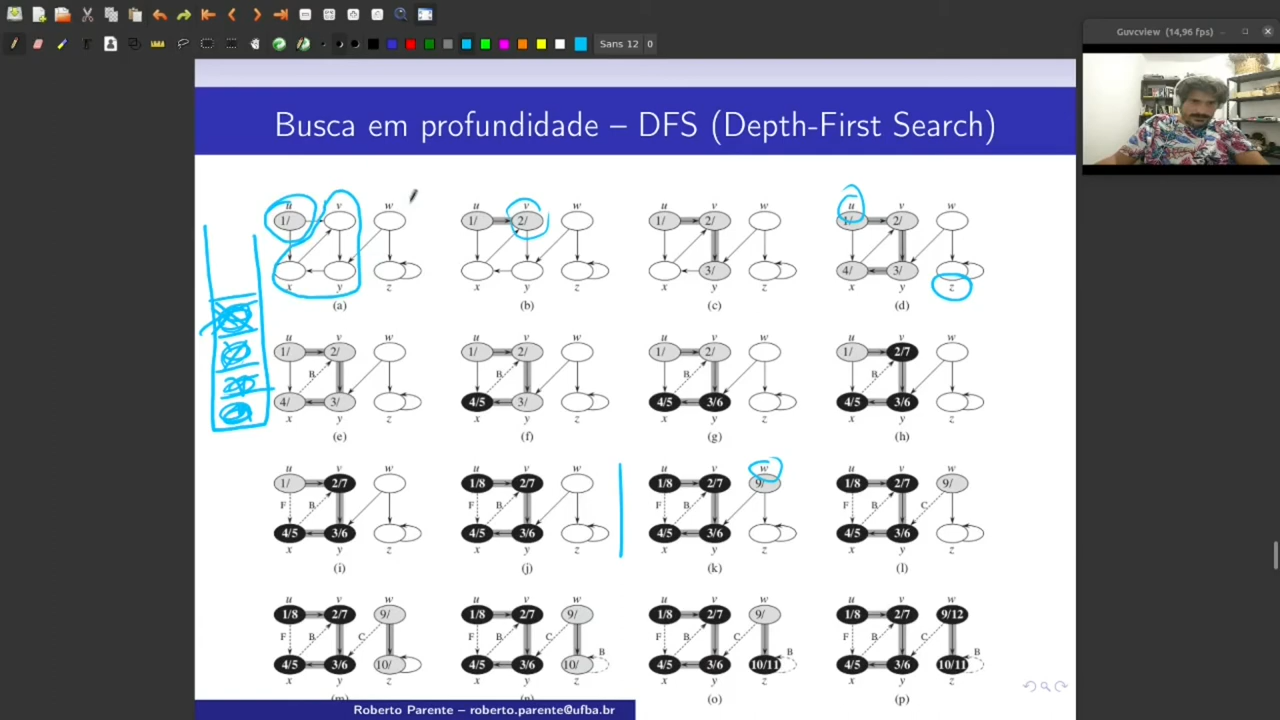 Sans 12 0
Guvcview (14,96 fps)
Busca em profundidade – DFS (Depth-First Search)
u v w u v w u v w u v w
1/ 1/ 2/ 1/ 2/ 1/ 2/
3/ 4/ 3/
x y z x y z x y z x y z
(a) (b) (c) (d)
u v w u v w u v w u v w
1/ 2/ 1/ 2/ 1/ 2/ 1/ 2/7
B B B B
4/ 3/ 4/5 3/ 4/5 3/6 4/5 3/6
x y z x y z x y z x y z
(e) (f) (g) (h)
u v w u v w u v w u v w
1/ 2/7 1/8 2/7 1/8 2/7 9/ 1/8 2/7 9/
F B F B F B F B C
4/5 3/6 4/5 3/6 4/5 3/6 4/5 3/6
x y z x y z x y z x y z
(i) (j) (k) (l)
u v w u v w u v w u v w
1/8 2/7 9/ 1/8 2/7 9/ 1/8 2/7 9/ 1/8 2/7 9/12
F B C F B C B F B C B F B C B
4/5 3/6 10/ 4/5 3/6 10/ 4/5 3/6 10/11 4/5 3/6 10/11
x y z x y z x y z x y z
(m) (n) (o) (p)
Roberto Parente – roberto.parente@ufba.br